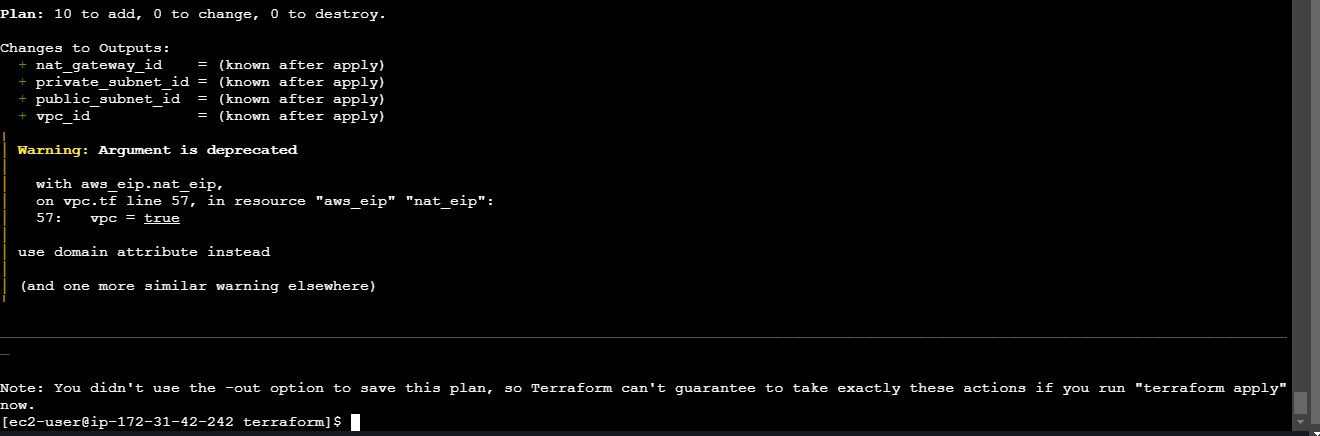 Plan: 10 to add, 0 to change, 0 to destroy.
Changes to Outputs:
+ nat_gateway_id    = (known after apply)
+ private_subnet_id = (known after apply)
+ public_subnet_id  = (known after apply)
+ vpc_id            = (known after apply)
Warning: Argument is deprecated
with aws_eip.nat_eip,
on vpc.tf line 57, in resource "aws_eip" "nat_eip":
57:   vpc = true
use domain attribute instead
(and one more similar warning elsewhere)
Note: You didn't use the -out option to save this plan, so Terraform can't guarantee to take exactly these actions if you run "terraform apply"
now.
[ec2-user@ip-172-31-42-242 terraform]$